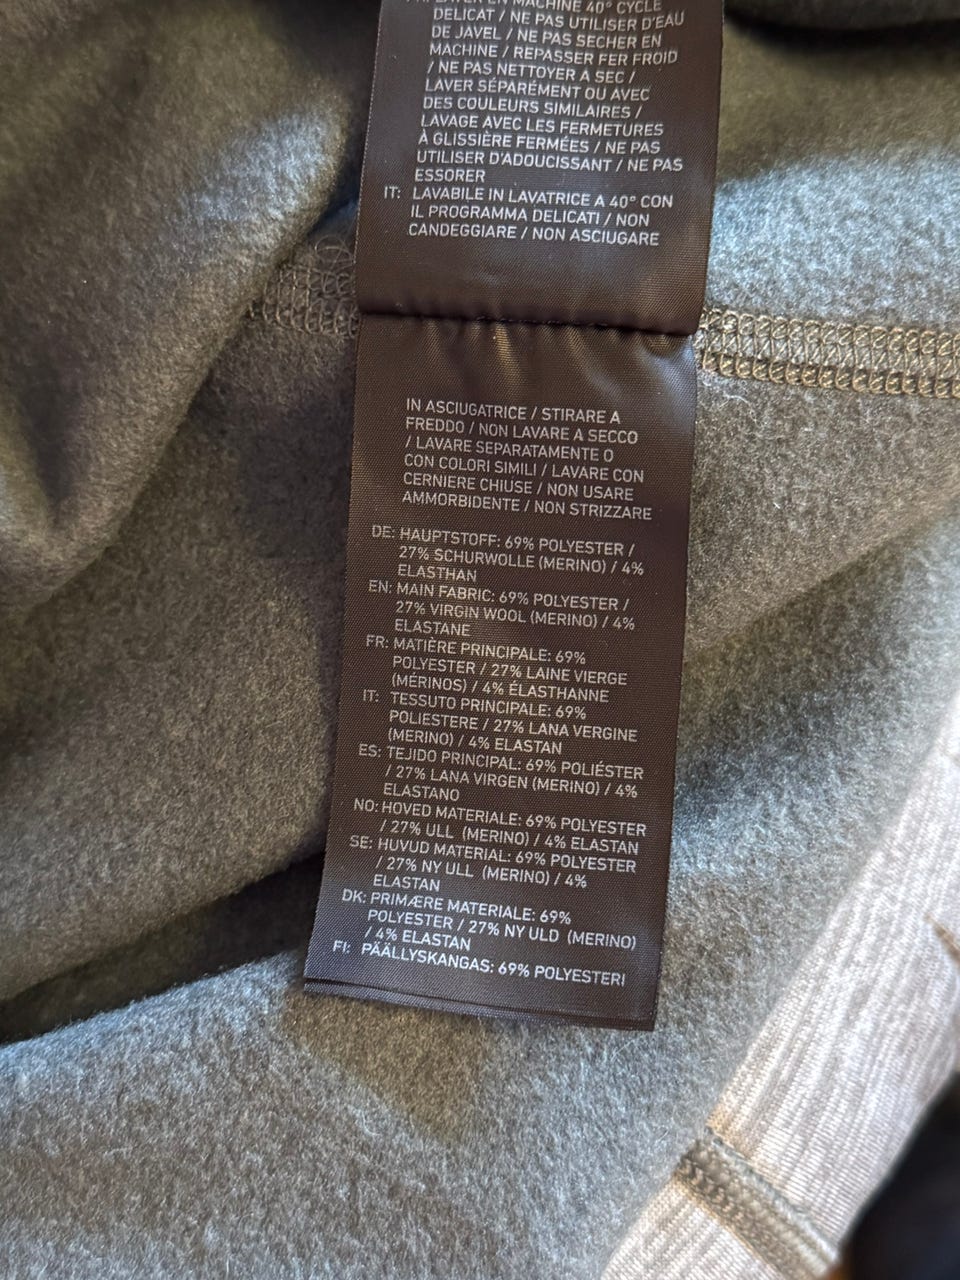 EN MACHINE 40° CYCLE
DELICAT / NE PAS UTILISER D'EAU
DE JAVEL / NE PAS SECHER EN
MACHINE / REPASSER FER FROID
/ NE PAS NETTOYER A SEC /
LAVER SÉPARÉMENT OU AVEC
DES COULEURS SIMILAIRES /
LAVAGE AVEC LES FERMETURES
À GLISSIÈRE FERMÉES / NE PAS
UTILISER D'ADOUCISSANT / NE PAS
ESSORER
IT: LAVABILE IN LAVATRICE A 40° CON
IL PROGRAMMA DELICATI / NON
CANDEGGIARE / NON ASCIUGARE
IN ASCIUGATRICE / STIRARE A
FREDDO / NON LAVARE A SECCO
/ LAVARE SEPARATAMENTE O
CON COLORI SIMILI / LAVARE CON
CERNIERE CHIUSE / NON USARE
AMMORBIDENTE / NON STRIZZARE
DE: HAUPTSTOFF: 69% POLYESTER /
27% SCHURWOLLE (MERINO) / 4%
ELASTHAN
EN: MAIN FABRIC: 69% POLYESTER /
27% VIRGIN WOOL (MERINO) / 4%
ELASTANE
FR: MATIÈRE PRINCIPALE: 69%
POLYESTER / 27% LAINE VIERGE
(MÉRINOS) / 4% ÉLASTHANNE
IT: TESSUTO PRINCIPALE: 69%
POLIESTERE / 27% LANA VERGINE
(MERINO) / 4% ELASTAN
ES: TEJIDO PRINCIPAL: 69% POLIÉSTER
/ 27% LANA VIRGEN (MERINO) / 4%
ELASTANO
NO: HOVED MATERIALE: 69% POLYESTER
/ 27% ULL (MERINO) / 4% ELASTAN
SE: HUVUD MATERIAL: 69% POLYESTER
/ 27% NY ULL (MERINO) / 4%
ELASTAN
DK: PRIMÆRE MATERIALE: 69%
POLYESTER / 27% NY ULD (MERINO)
/ 4% ELASTAN
FI: PÄÄLLYSKANGAS: 69% POLYESTERI